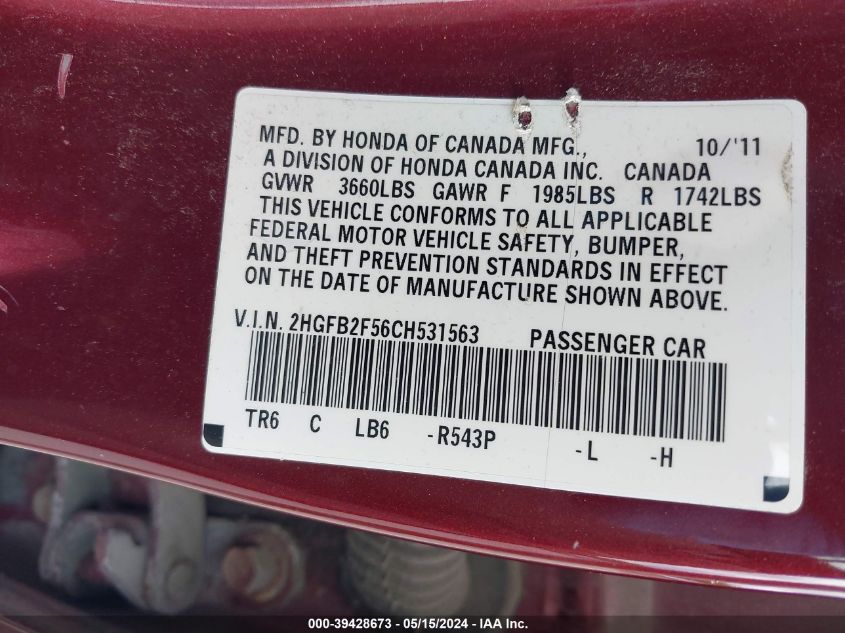 MFD. BY HONDA OF CANADA MFG., 10/'11
A DIVISION OF HONDA CANADA INC. CANADA
GVWR 3660LBS GAWR F 1985LBS R 1742LBS
THIS VEHICLE CONFORMS TO ALL APPLICABLE
FEDERAL MOTOR VEHICLE SAFETY, BUMPER,
AND THEFT PREVENTION STANDARDS IN EFFECT
ON THE DATE OF MANUFACTURE SHOWN ABOVE.
V.I.N. 2HGFB2F56CH531563 PASSENGER CAR
TR6 C LB6 -R543P -L -H
000-39428673 - 05/15/2024 - IAA Inc.